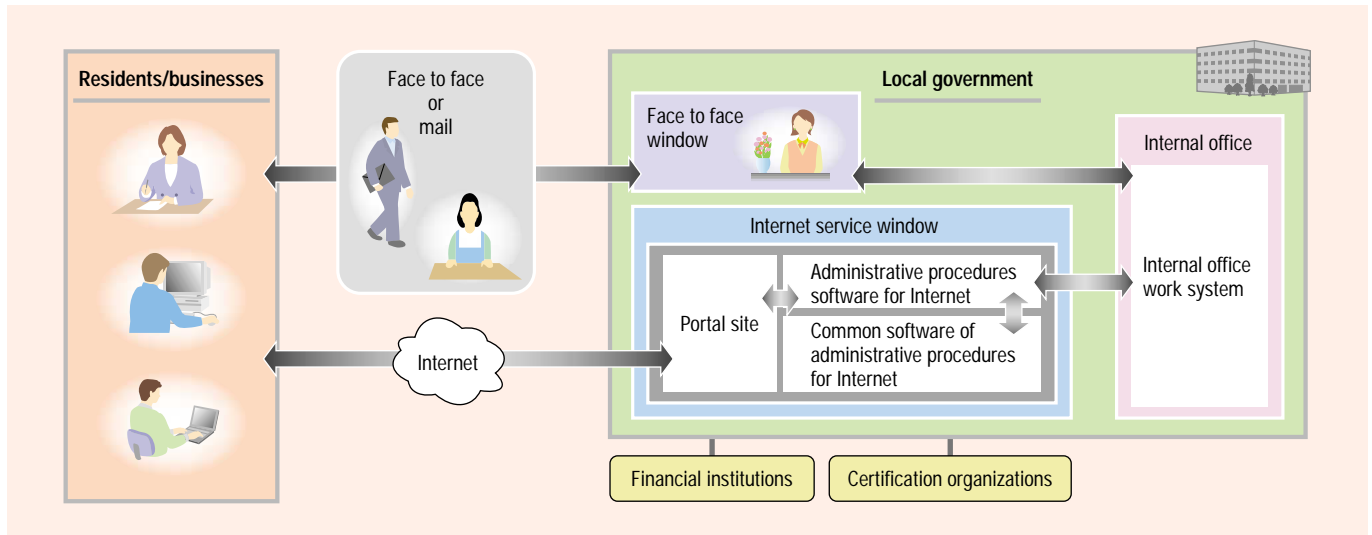 Residents/businesses
Face to face
or
mail
Local government
Face to face
window
Internal office
Internet service window
Administrative procedures
software for Internet
Internal office
work system
Portal site
Common software of
administrative procedures
for Internet
Internet
Financial institutions
Certification organizations